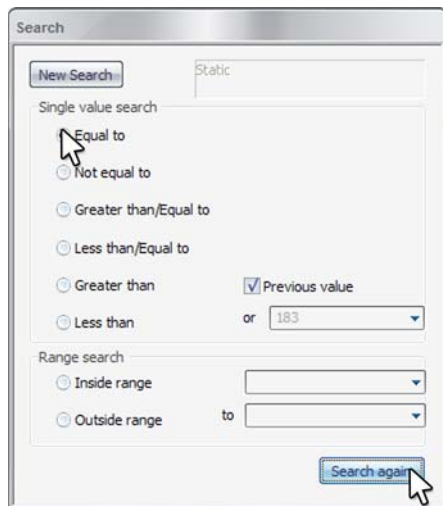 Search
New Search
Static
Single value search
Equal to
Not equal to
Greater than/Equal to
Less than/Equal to
Greater than
Previous value
Less than
or
183
Range search
Inside range
Outside range
to
Search again